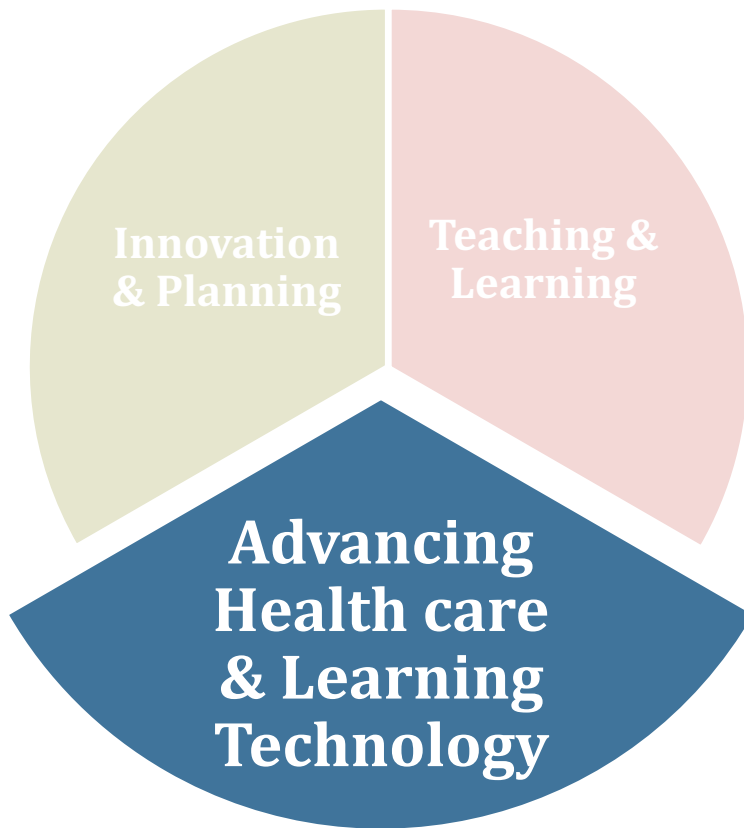 Innovation
& Planning
Teaching &
Learning
Advancing
Health care
& Learning
Technology